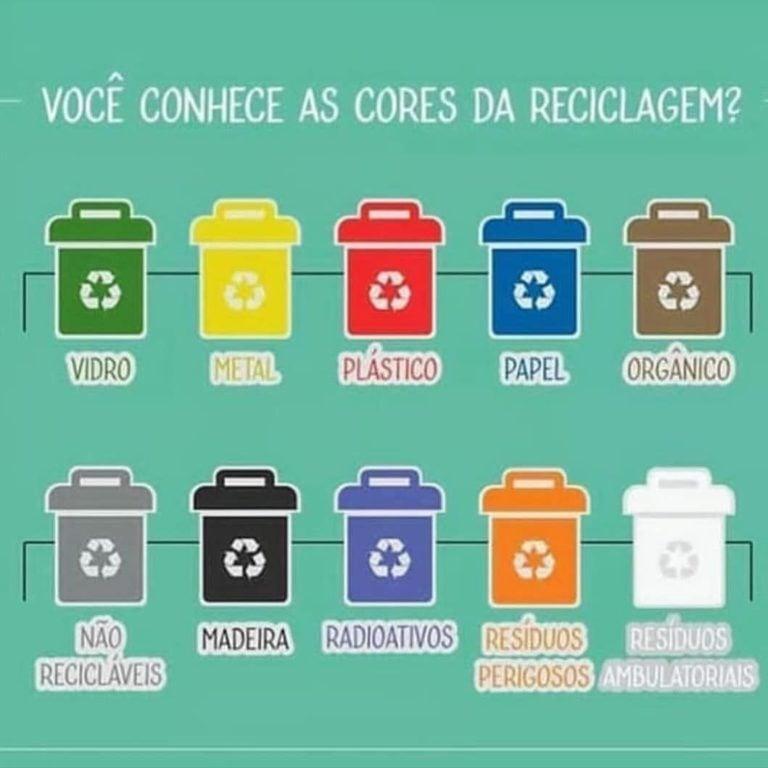 VOCÊ CONHECE AS CORES DA RECICLAGEM?
VIDRO
METAL
PLÁSTICO
PAPEL
ORGÂNICO
NÃO
RECICLÁVEIS
MADEIRA
RADIOATIVOS
RESÍDUOS
PERIGOSOS
RESÍDUOS
AMBULATORIAIS